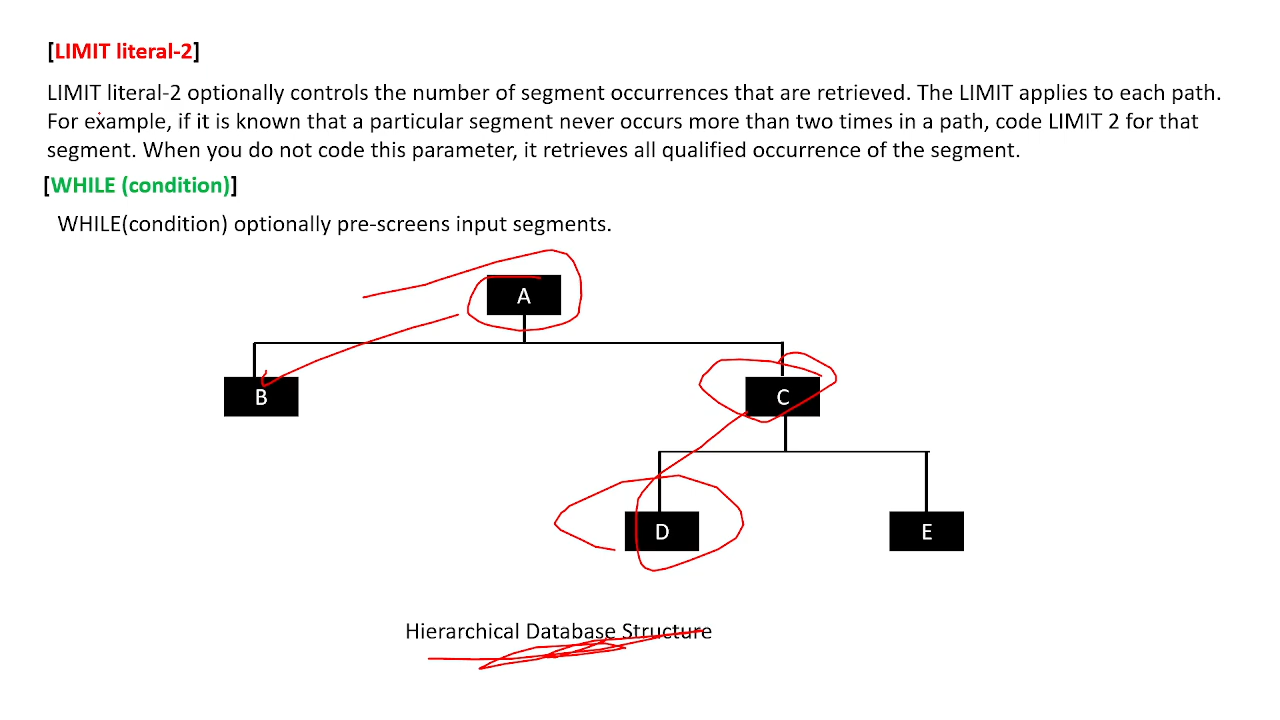 [LIMIT literal-2]
LIMIT literal-2 optionally controls the number of segment occurrences that are retrieved. The LIMIT applies to each path.
For example, if it is known that a particular segment never occurs more than two times in a path, code LIMIT 2 for that
segment. When you do not code this parameter, it retrieves all qualified occurrence of the segment.
[WHILE (condition)]
WHILE(condition) optionally pre-screens input segments.
A
B
C
D
E
Hierarchical Database Structure